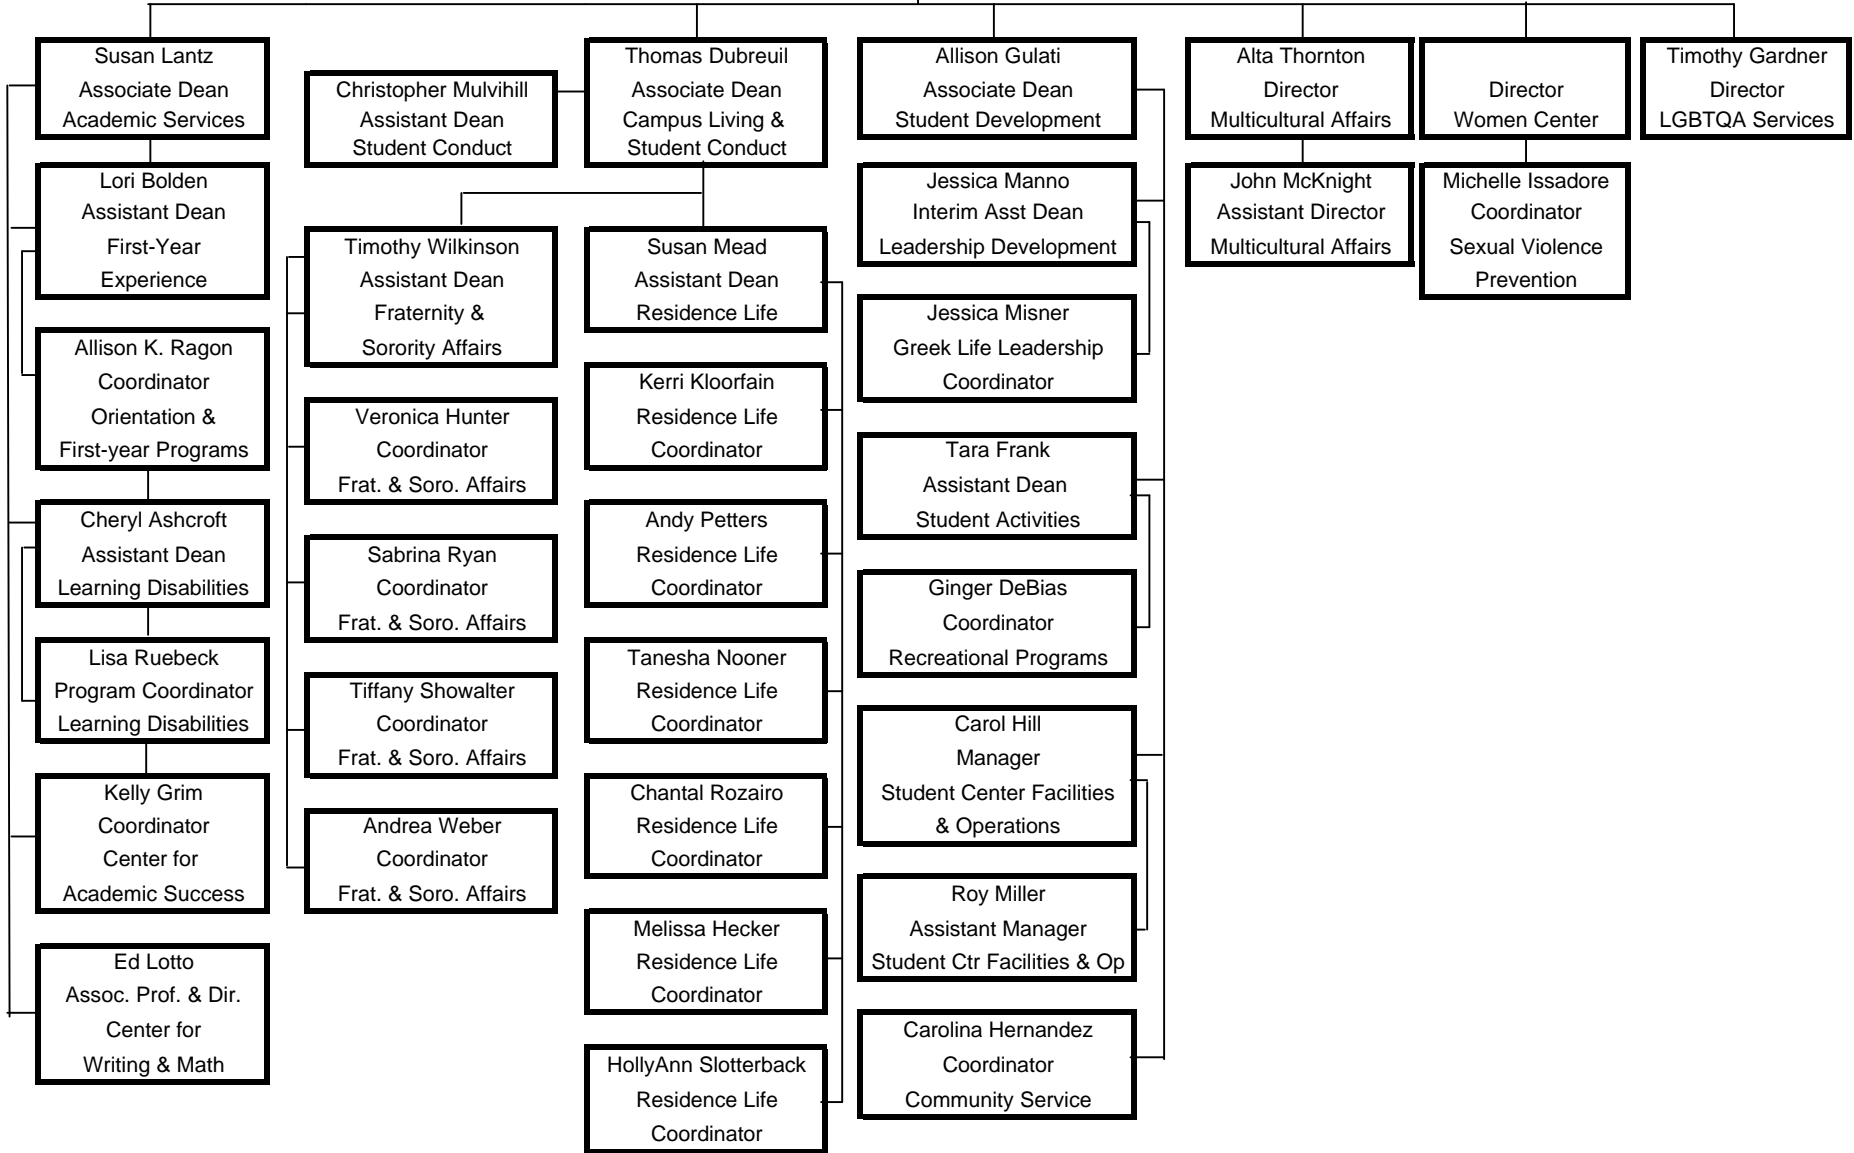 Susan Lantz
Associate Dean
Academic Services
Lori Bolden
Assistant Dean
First-Year
Experience
Allison K. Ragon
Coordinator
Orientation &
First-year Programs
Cheryl Ashcroft
Assistant Dean
Learning Disabilities
Lisa Ruebeck
Program Coordinator
Learning Disabilities
Kelly Grim
Coordinator
Center for
Academic Success
Ed Lotto
Assoc. Prof. & Dir.
Center for
Writing & Math
Christopher Mulvihill
Assistant Dean
Student Conduct
Timothy Wilkinson
Assistant Dean
Fraternity &
Sorority Affairs
Veronica Hunter
Coordinator
Frat. & Soro. Affairs
Sabrina Ryan
Coordinator
Frat. & Soro. Affairs
Tiffany Showalter
Coordinator
Frat. & Soro. Affairs
Andrea Weber
Coordinator
Frat. & Soro. Affairs
Thomas Dubreuil
Associate Dean
Campus Living &
Student Conduct
Susan Mead
Assistant Dean
Residence Life
Kerri Kloorfain
Residence Life
Coordinator
Andy Petters
Residence Life
Coordinator
Tanesha Nooner
Residence Life
Coordinator
Chantal Rozairo
Residence Life
Coordinator
Melissa Hecker
Residence Life
Coordinator
HollyAnn Slotterback
Residence Life
Coordinator
Allison Gulati
Associate Dean
Student Development
Jessica Manno
Interim Asst Dean
Leadership Development
Jessica Misner
Greek Life Leadership
Coordinator
Tara Frank
Assistant Dean
Student Activities
Ginger DeBias
Coordinator
Recreational Programs
Carol Hill
Manager
Student Center Facilities
& Operations
Roy Miller
Assistant Manager
Student Ctr Facilities & Op
Carolina Hernandez
Coordinator
Community Service
Alta Thornton
Director
Multicultural Affairs
John McKnight
Assistant Director
Multicultural Affairs
Director
Women Center
Michelle Issadore
Coordinator
Sexual Violence
Prevention
Timothy Gardner
Director
LGBTQA Services